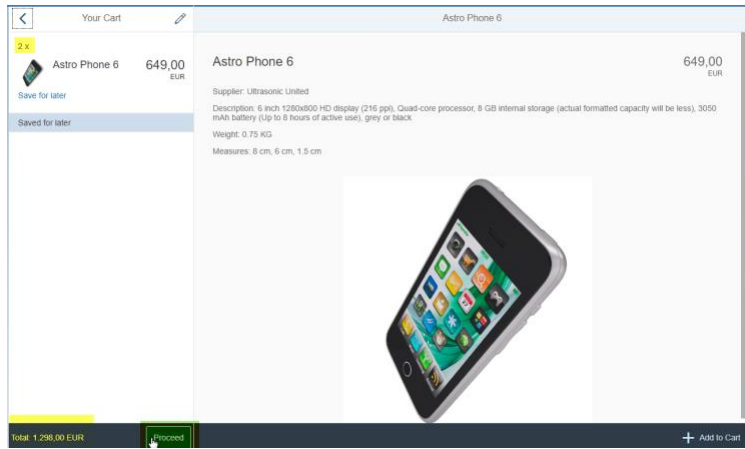 Your Cart
Astro Phone 6
2 x
Astro Phone 6
649,00
EUR
Save for later
Saved for later
Astro Phone 6
649,00
EUR
Supplier: Ultrasonic United
Description: 6 inch 1280x800 HD display (216 ppi), Quad-core processor, 8 GB internal storage (actual formatted capacity will be less), 3050
mAh battery (Up to 8 hours of active use), grey or black
Weight: 0.75 KG
Measures: 8 cm, 6 cm, 1.5 cm
Total: 1.298,00 EUR
Proceed
Add to Cart